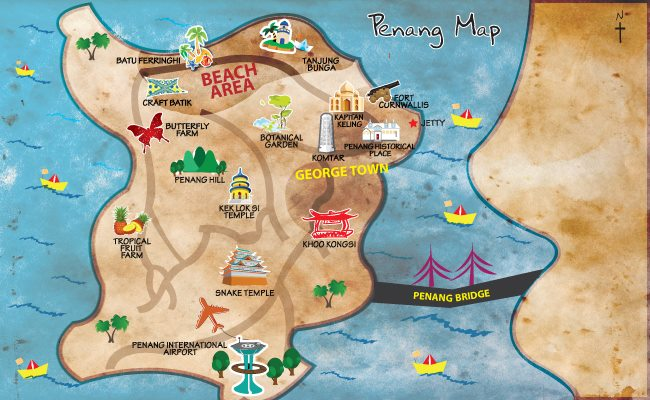 Penang Map
N
BATU FERRINGHI
TANJUNG
BUNGA
BEACH
AREA
CRAFT BATIK
FORT
CORNWALLIS
KAPITAN
KELING
JETTY
BUTTERFLY
FARM
BOTANICAL
GARDEN
PENANG HISTORICAL
PLACE
KOMTAR
GEORGE TOWN
PENANG HILL
KEK LOK SI
TEMPLE
TROPICAL
FRUIT
FARM
KHOO KONGSI
SNAKE TEMPLE
PENANG BRIDGE
PENANG INTERNATIONAL
AIRPORT